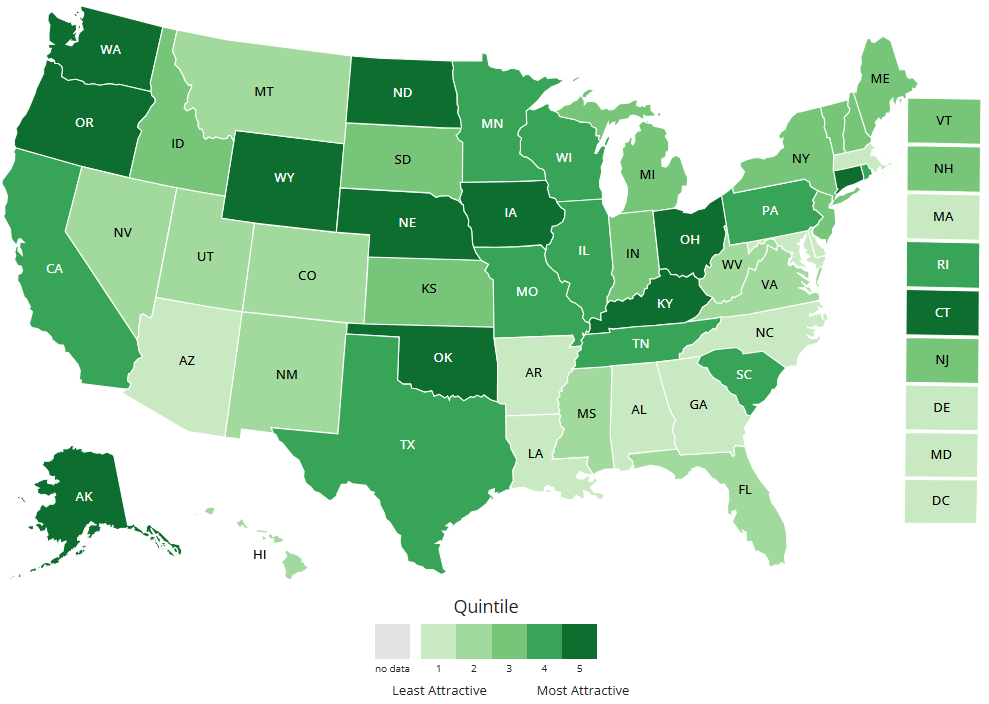 WA
MT
ND
MN
ME
OR
ID
SD
WI
MI
NY
VT
NH
WY
NE
IA
PA
MA
NV
UT
CO
KS
MO
IL
IN
OH
WV
VA
RI
CA
KY
CT
AZ
NM
OK
AR
TN
NC
NJ
TX
LA
MS
AL
GA
SC
DE
MD
AK
FL
DC
HI
Quintile
no data 1 2 3 4 5
Least Attractive Most Attractive